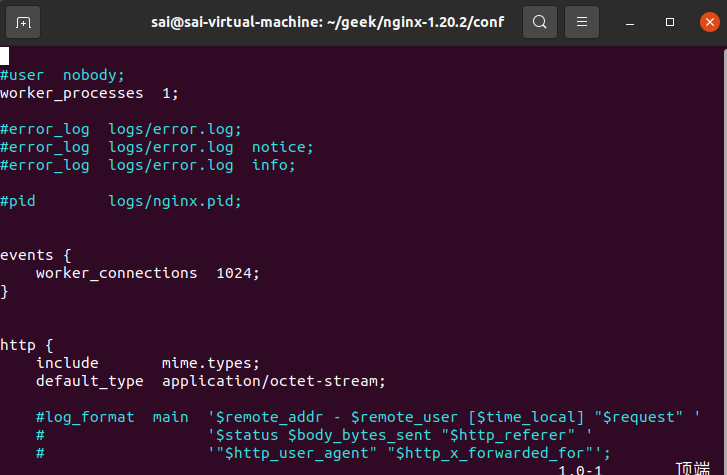 sai@sai-virtual-machine: ~/geek/nginx-1.20.2/conf
#user  nobody;
worker_processes  1;
#error_log  logs/error.log;
#error_log  logs/error.log  notice;
#error_log  logs/error.log  info;
#pid        logs/nginx.pid;
events {
    worker_connections  1024;
}
http {
    include       mime.types;
    default_type  application/octet-stream;
    #log_format  main  '$remote_addr - $remote_user [$time_local] "$request" '
    #                  '$status $body_bytes_sent "$http_referer" '
    #                  '"$http_user_agent" "$http_x_forwarded_for"';
1,0-1        顶端